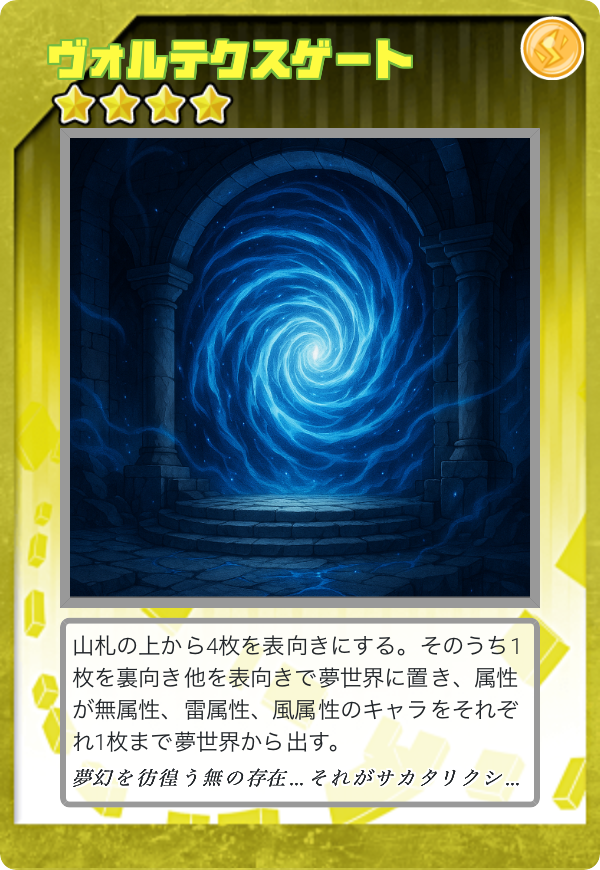 ヴォルテクスゲート
山札の上から4枚を表向きにする。そのうち1
枚を裏向き他を表向きで夢世界に置き、属性
が無属性、雷属性、風属性のキャラをそれぞ
れ1枚まで夢世界から出す。
夢幻を彷徨う無の存在…それがサカタリクシ…